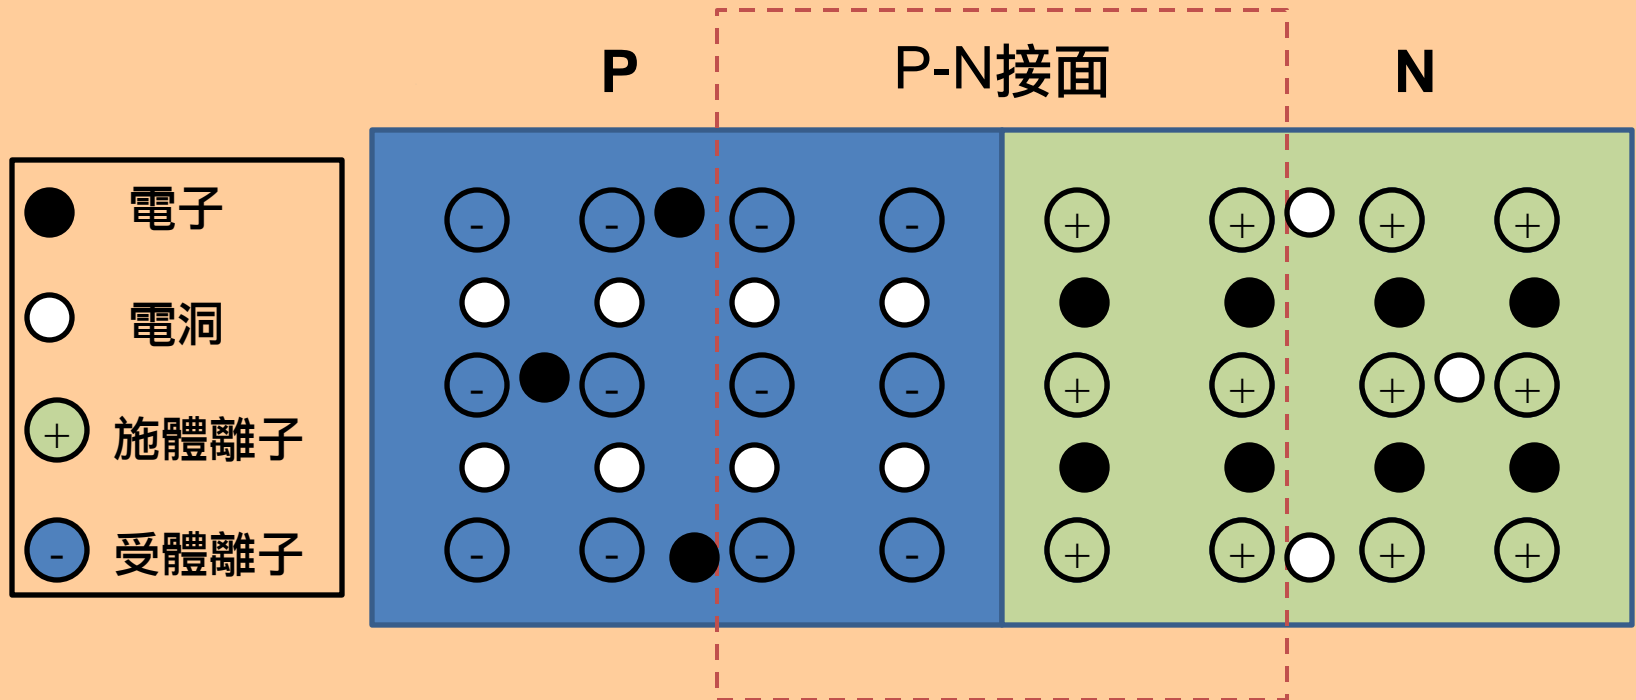 P
P-N接面
N
電子
電洞
+ 施體離子
- 受體離子
- - - - + + + +
- - - - + + + +
- - - - + + + +